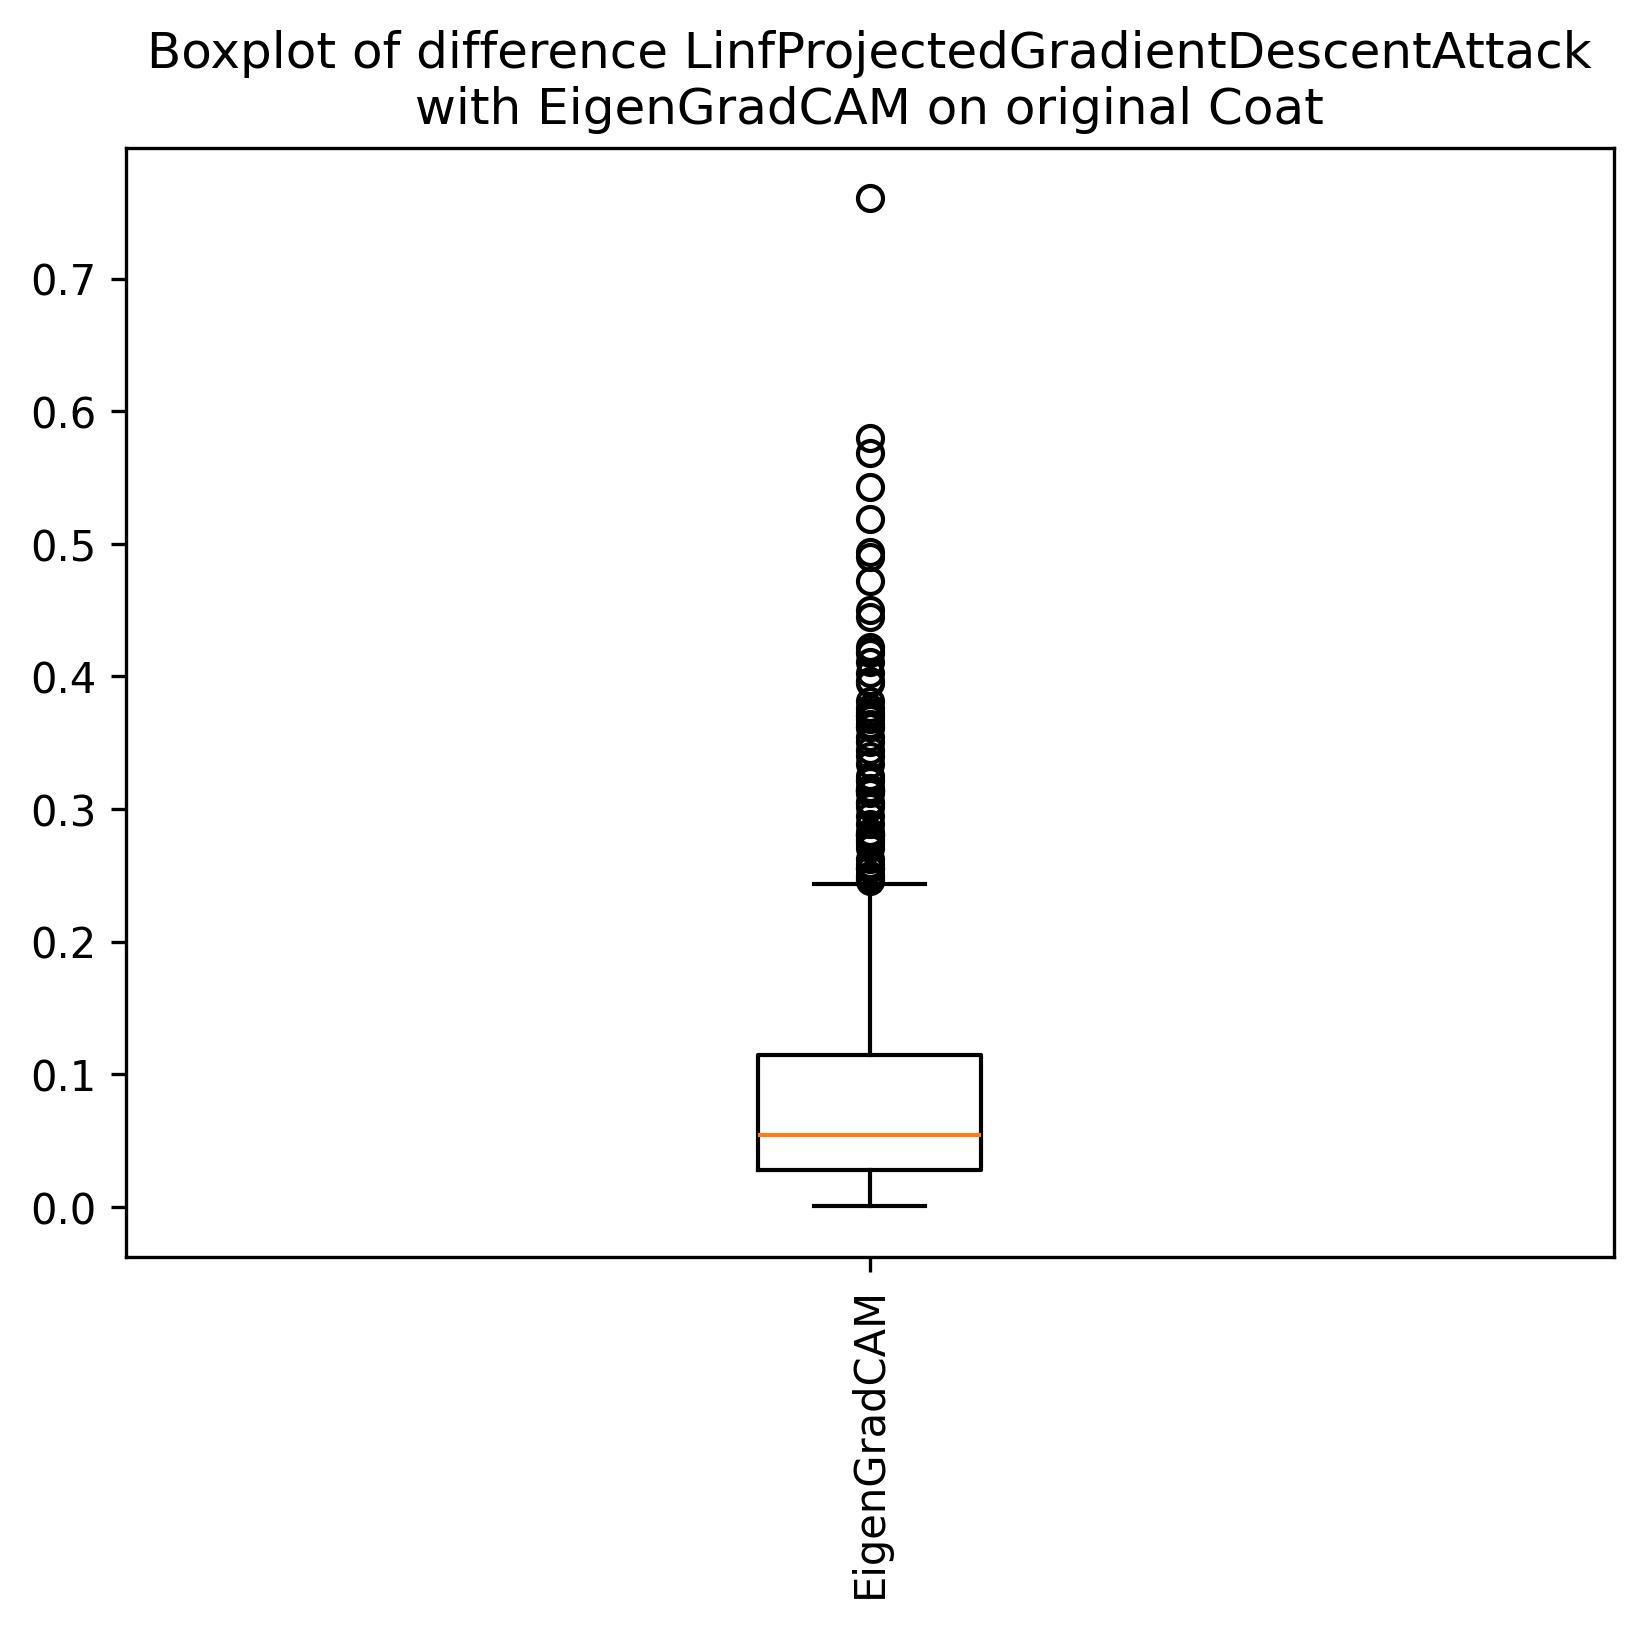 Boxplot of difference LinfProjectedGradientDescentAttack
with EigenGradCAM on original Coat
0.7
0.6
0.5
0.4
0.3
0.2
0.1
0.0
EigenGradCAM